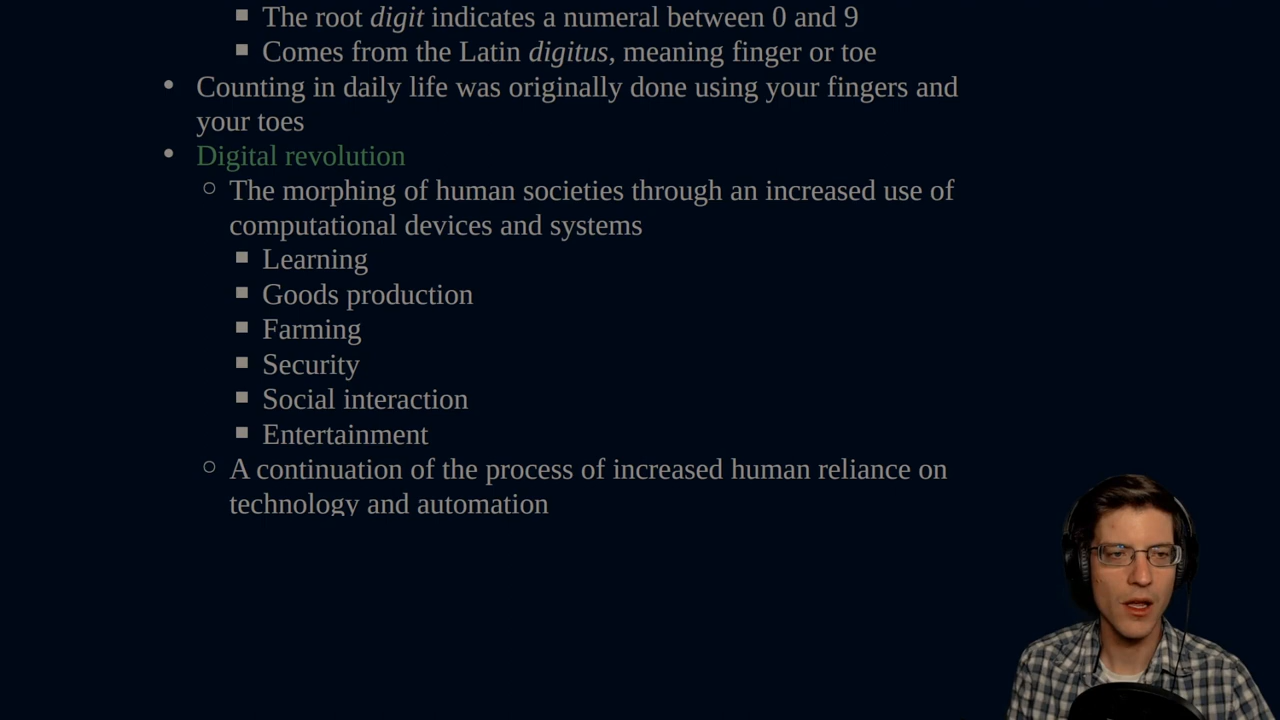 The root digit indicates a numeral between 0 and 9
Comes from the Latin digitus, meaning finger or toe
Counting in daily life was originally done using your fingers and
your toes
Digital revolution
The morphing of human societies through an increased use of
computational devices and systems
Learning
Goods production
Farming
Security
Social interaction
Entertainment
A continuation of the process of increased human reliance on
technology and automation